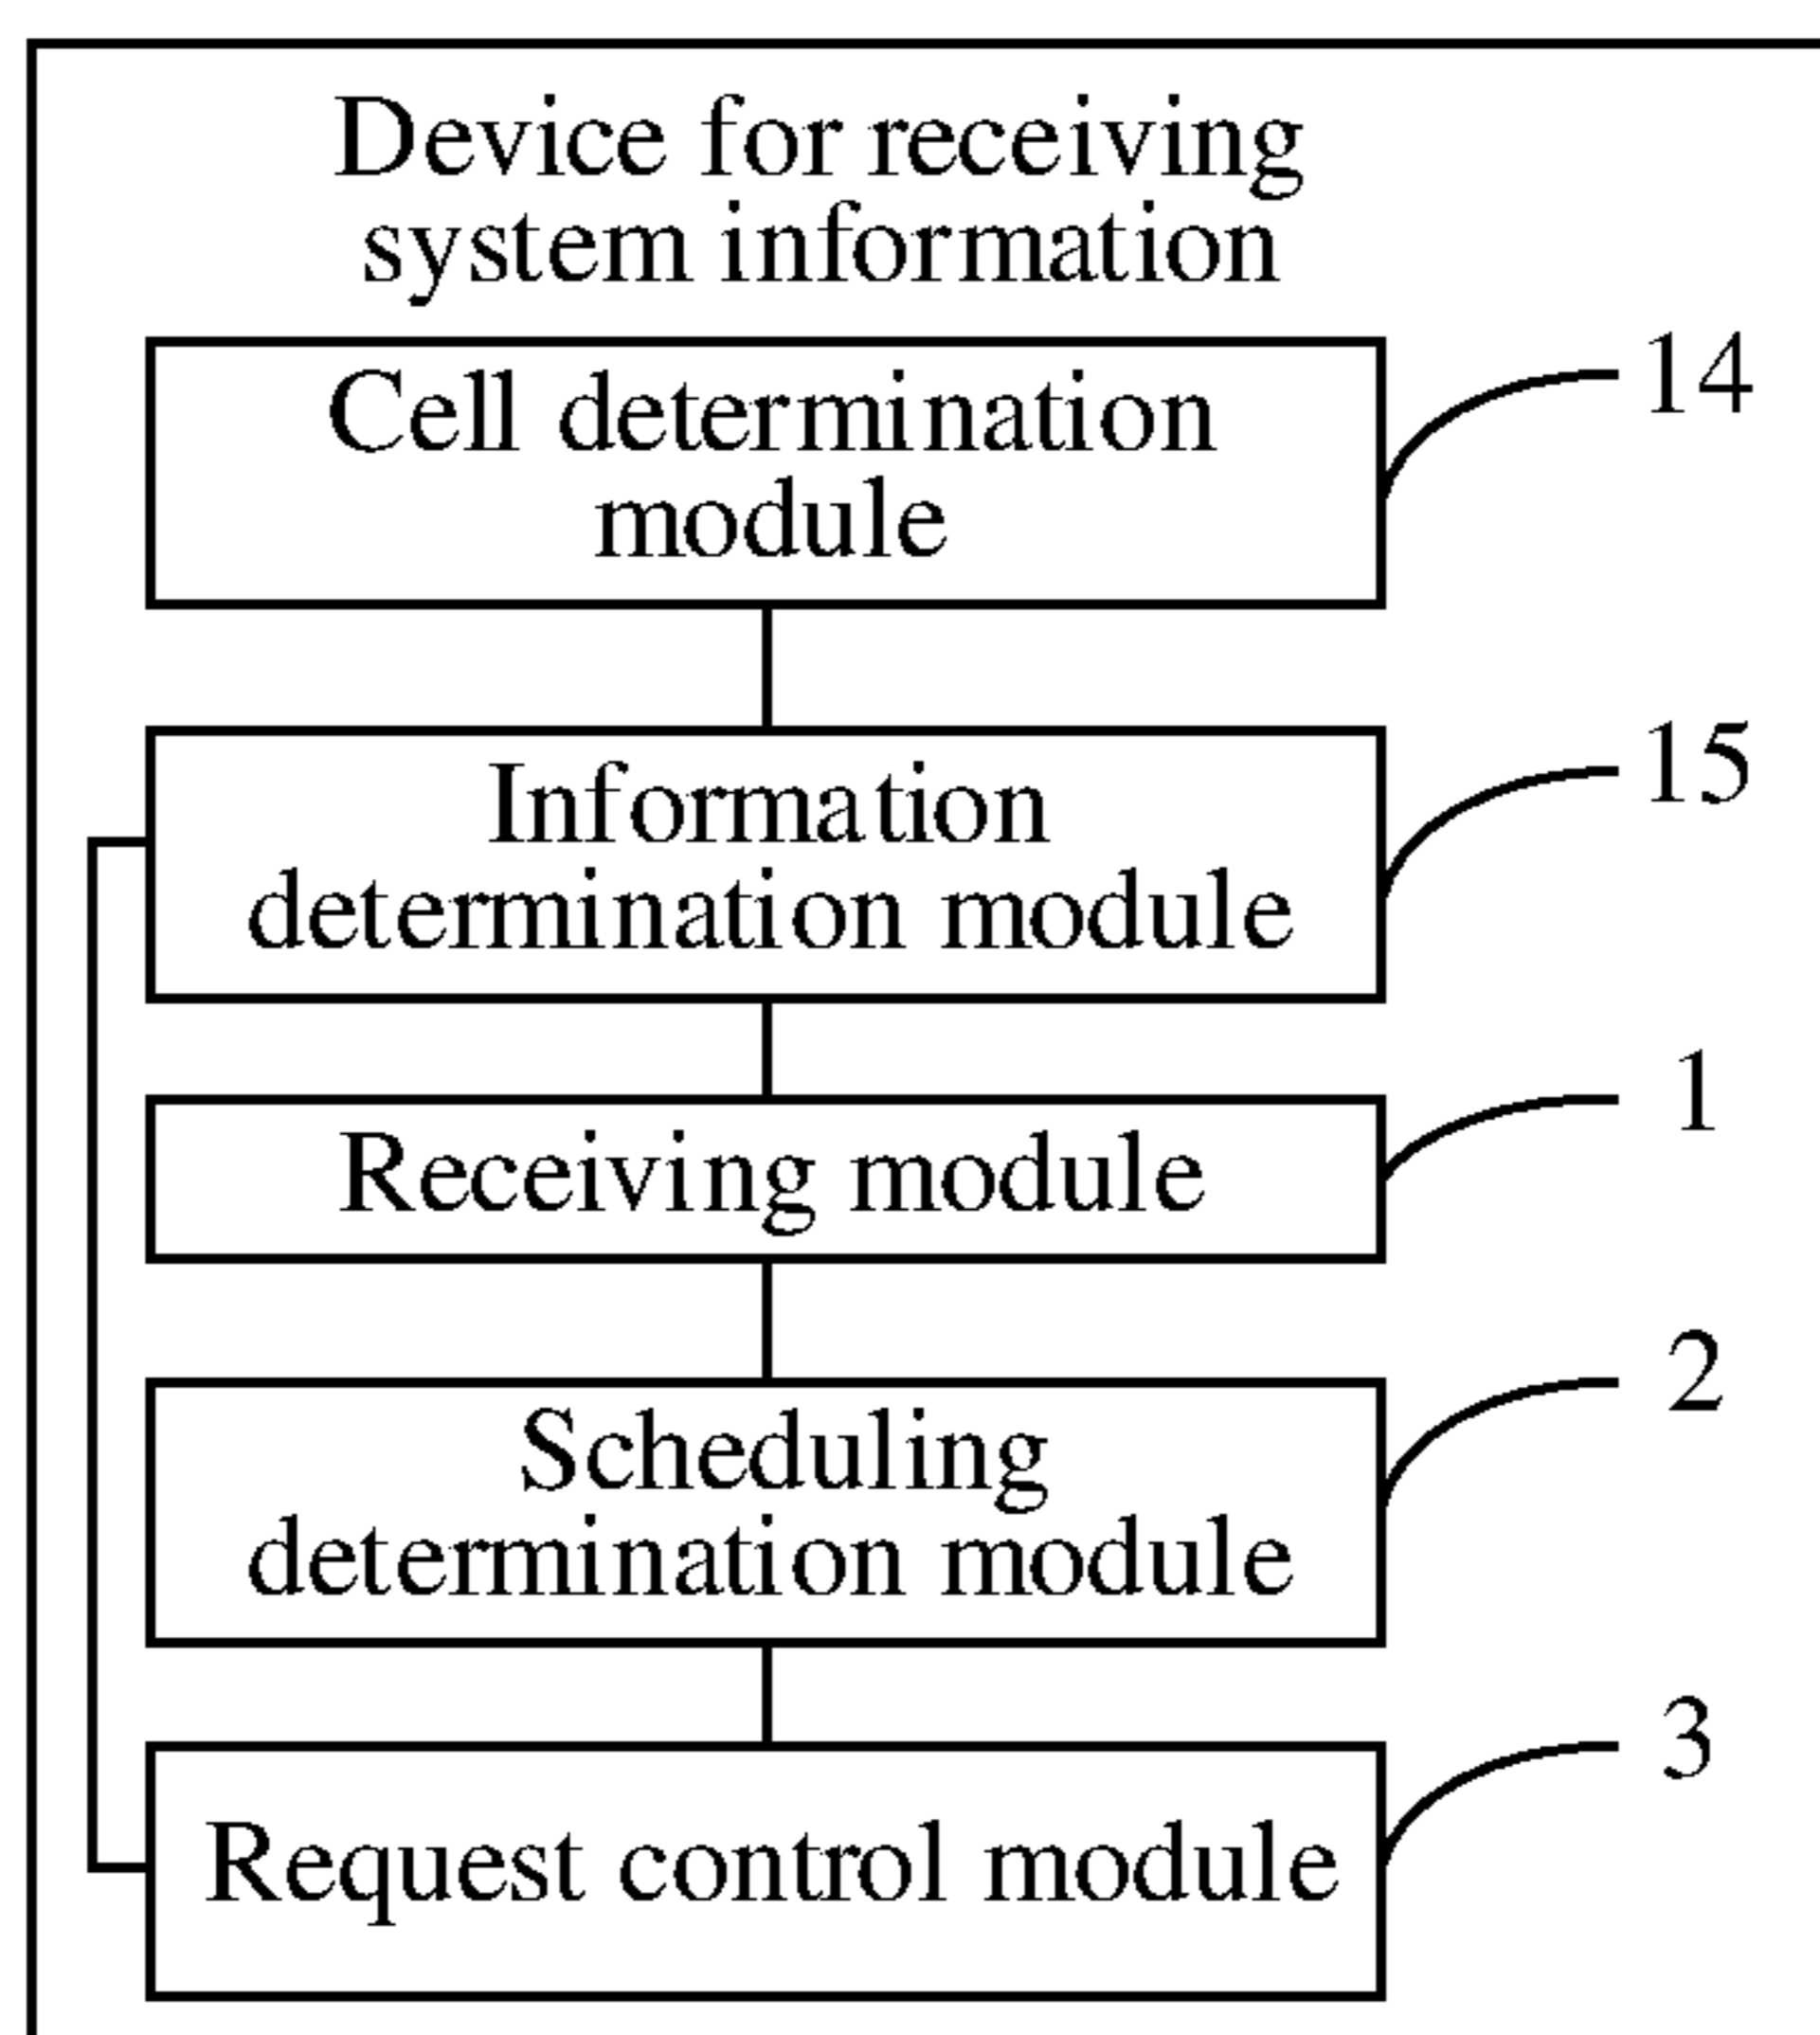 Device for receiving
system information
Cell determination
module
14
Information
determination module
15
Receiving module
1
Scheduling
determination module
2
Request control module
3